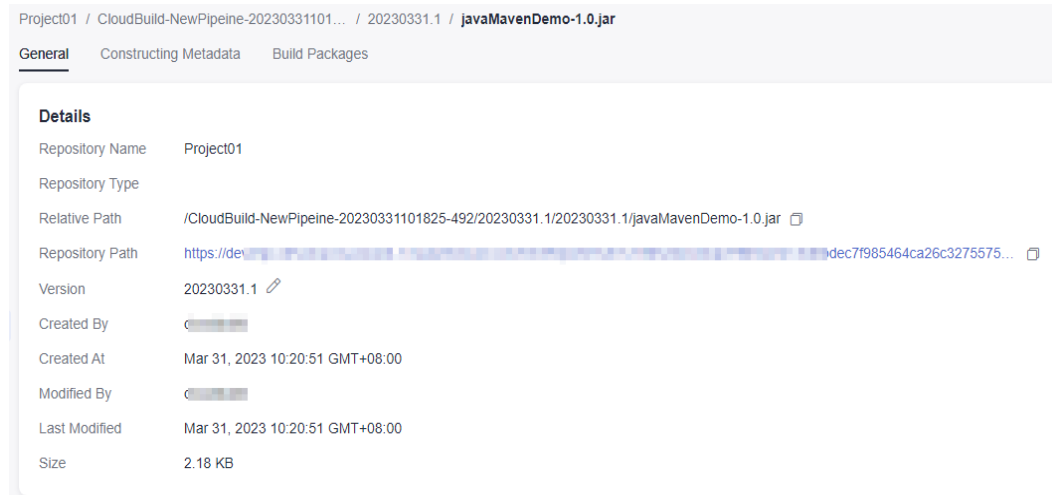 Project01 / CloudBuild-NewPipeine-20230331101... / 20230331.1 / javaMavenDemo-1.0.jar
General Constructing Metadata Build Packages
Details
Repository Name Project01
Repository Type
Relative Path /CloudBuild-NewPipeine-20230331101825-492/20230331.1/20230331.1/javaMavenDemo-1.0.jar
Repository Path https://dev dec7f985464ca26c3275575...
Version 20230331.1
Created By
Created At Mar 31, 2023 10:20:51 GMT+08:00
Modified By
Last Modified Mar 31, 2023 10:20:51 GMT+08:00
Size 2.18 KB